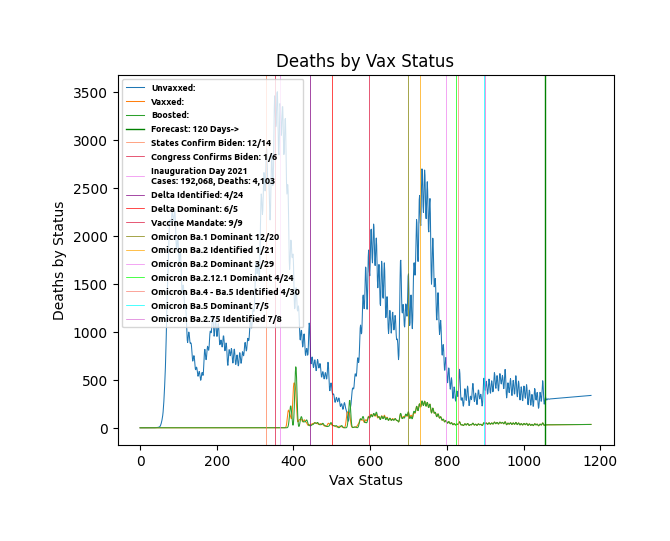 Deaths by Vax Status
Deaths by Status
3500
3000
2500
2000
1500
1000
500
0
Unvaxxed:
Vaxxed:
Boosted:
Forecast: 120 Days->
States Confirm Biden: 12/14
Congress Confirms Biden: 1/6
Inauguration Day 2021
Cases: 192,068, Deaths: 4,103
Delta Identified: 4/24
Delta Dominant: 6/5
Vaccine Mandate: 9/9
Omicron Ba.1 Dominant 12/20
Omicron Ba.2 Identified 1/21
Omicron Ba.2 Dominant 3/29
Omicron Ba.2.12.1 Dominant 4/24
Omicron Ba.4 - Ba.5 Identified 4/30
Omicron Ba.5 Dominant 7/5
Omicron Ba.2.75 Identified 7/8
0 200 400 600 800 1000 1200
Vax Status